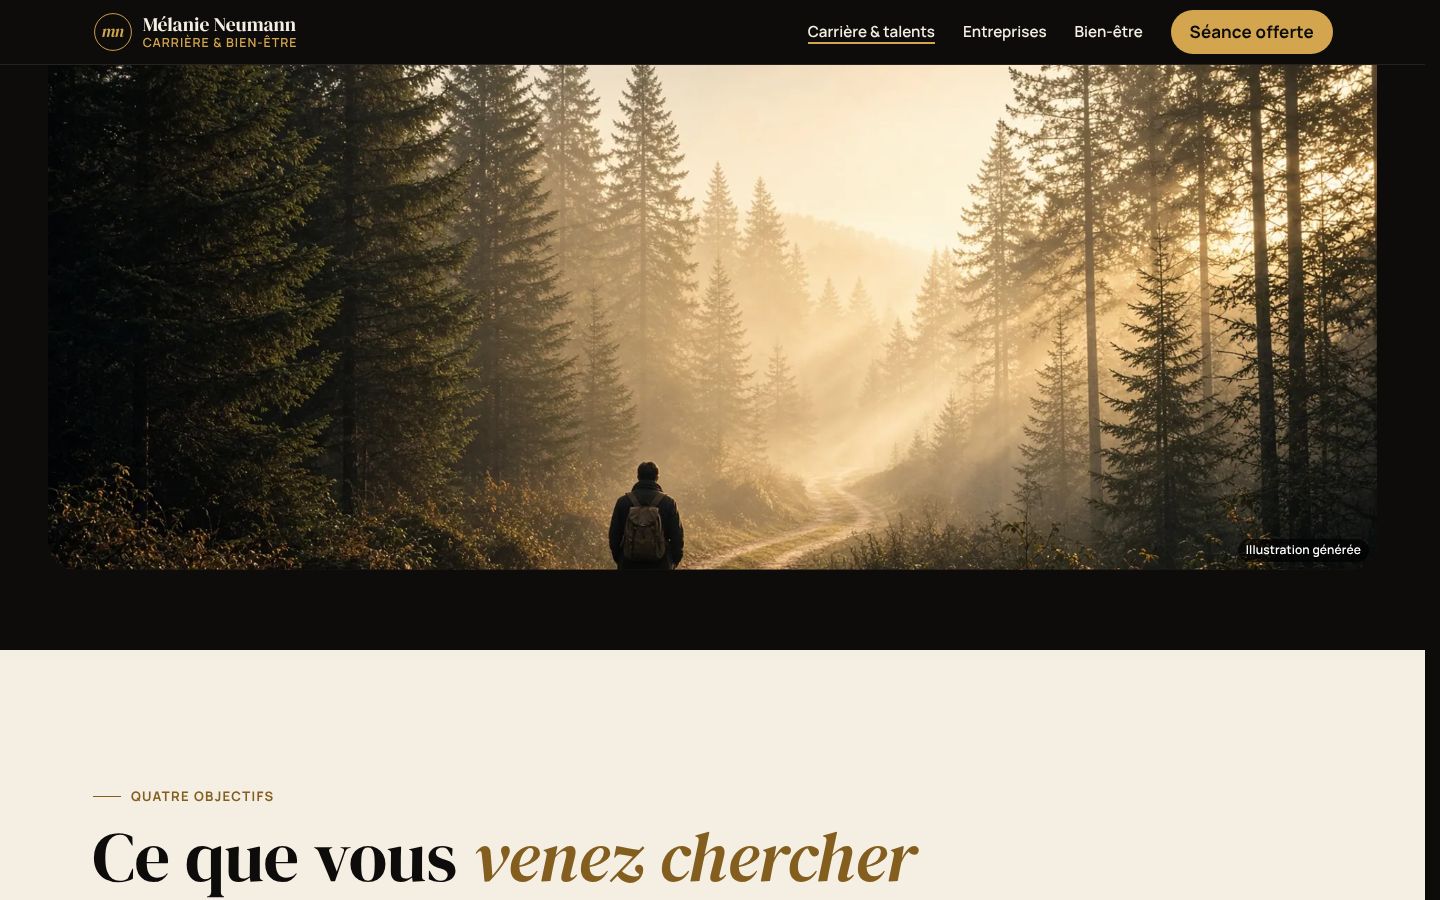 mn
Mélanie Neumann
CARRIÈRE & BIEN-ÊTRE
Carrière & talents
Entreprises
Bien-être
Séance offerte
Illustration générée
QUATRE OBJECTIFS
Ce que vous venez chercher